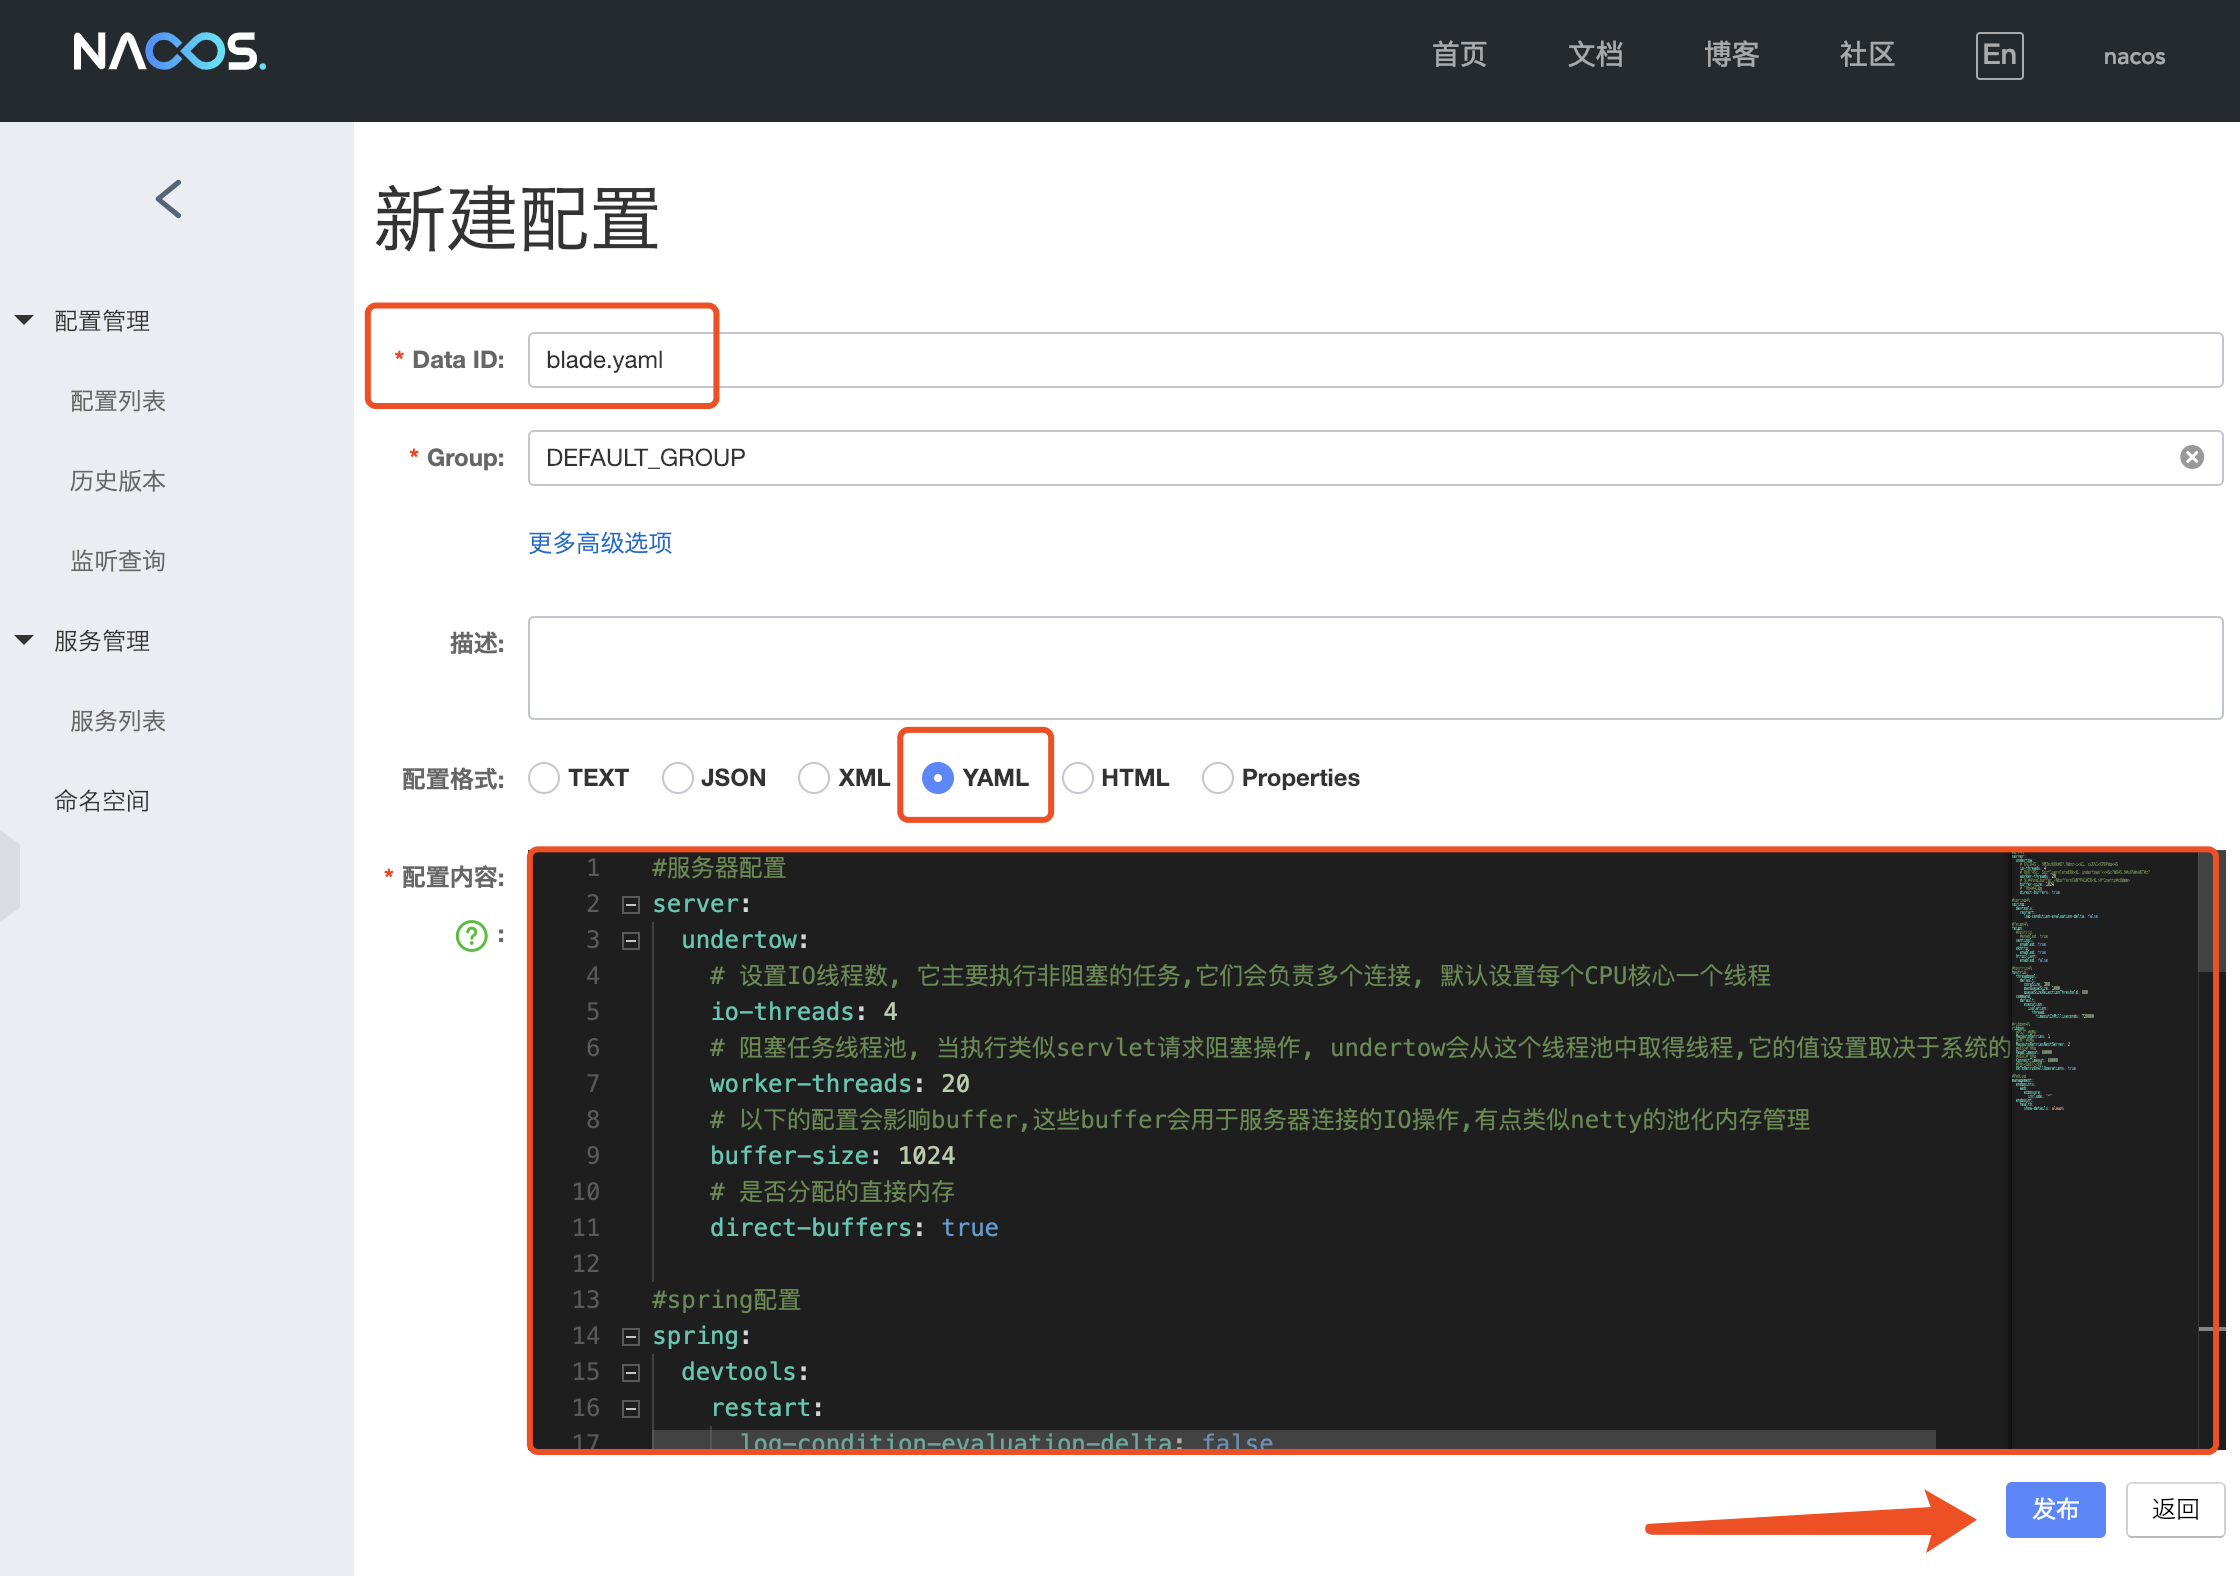 NACOS.
首页 文档 博客 社区 En nacos
新建配置
配置管理
配置列表
历史版本
监听查询
服务管理
服务列表
命名空间
* Data ID: blade.yaml
* Group: DEFAULT_GROUP
更多高级选项
描述:
配置格式: TEXT JSON XML YAML HTML Properties
* 配置内容:
? :
1 #服务器配置
2 server:
3 undertow:
4 # 设置IO线程数, 它主要执行非阻塞的任务,它们会负责多个连接, 默认设置每个CPU核心一个线程
5 io-threads: 4
6 # 阻塞任务线程池, 当执行类似servlet请求阻塞操作, undertow会从这个线程池中取得线程,它的值设置取决于系统的
7 worker-threads: 20
8 # 以下的配置会影响buffer,这些buffer会用于服务器连接的IO操作,有点类似netty的池化内存管理
9 buffer-size: 1024
10 # 是否分配的直接内存
11 direct-buffers: true
12
13 #spring配置
14 spring:
15 devtools:
16 restart:
17 log-condition-evaluation-delta: false
发布 返回